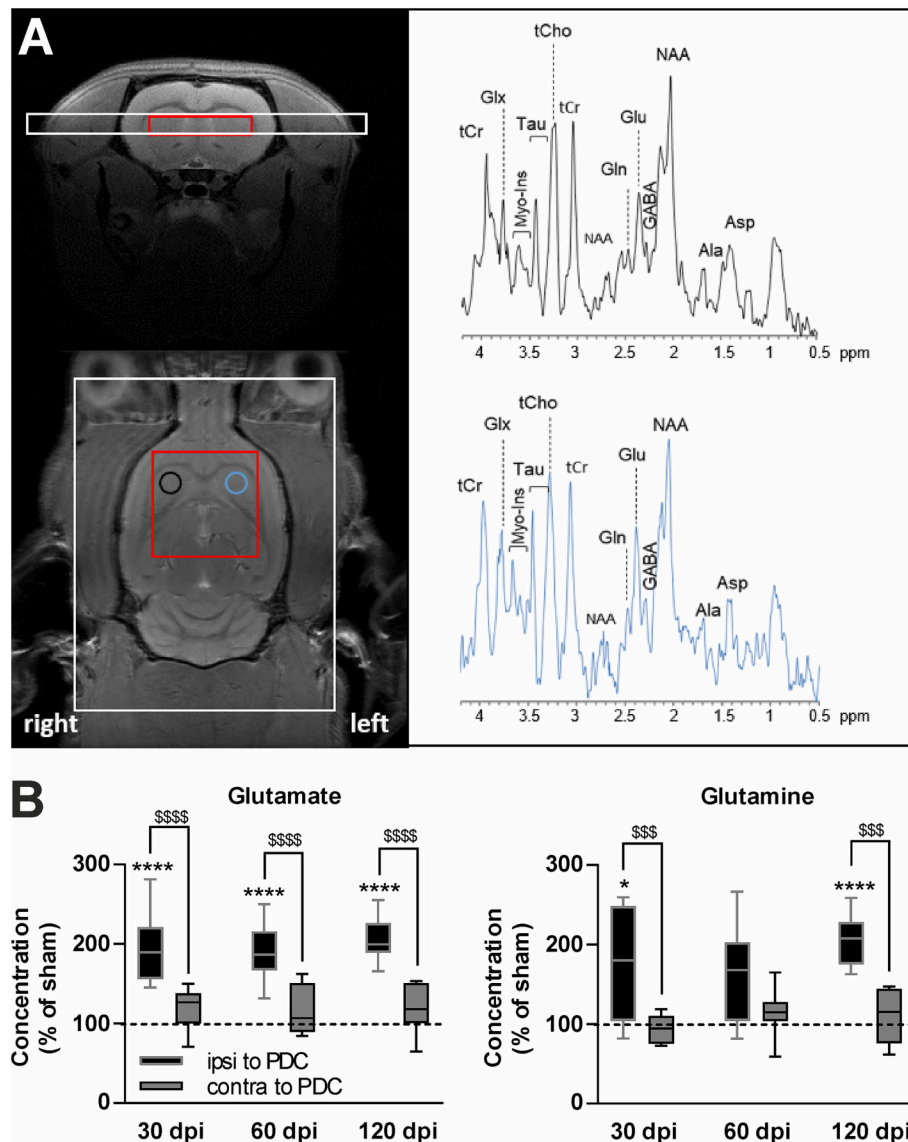 A
tCho
NAA
Glx
tCr
Glu
tCr
Tau
Gln
Myo-Ins
GABA
NAA
Asp
Ala
4 3.5 3 2.5 2 1 1 0.5 ppm
tCho
Glx
NAA
Tau
tCr
Glu
tCr
Myo-Ins
Gln
GABA
Asp
NAA
Ala
4 3.5 3 2.5 2 1 1 0.5 ppm
right left
B
Glutamate
$$$$ $$$$ $$$$
**** **** ****
Concentration
(% of sham)
300
200
100
0
ipsi to PDC
contra to PDC
30 dpi 60 dpi 120 dpi
Glutamine
$$$ $$$
* ****
Concentration
(% of sham)
300
200
100
0
30 dpi 60 dpi 120 dpi